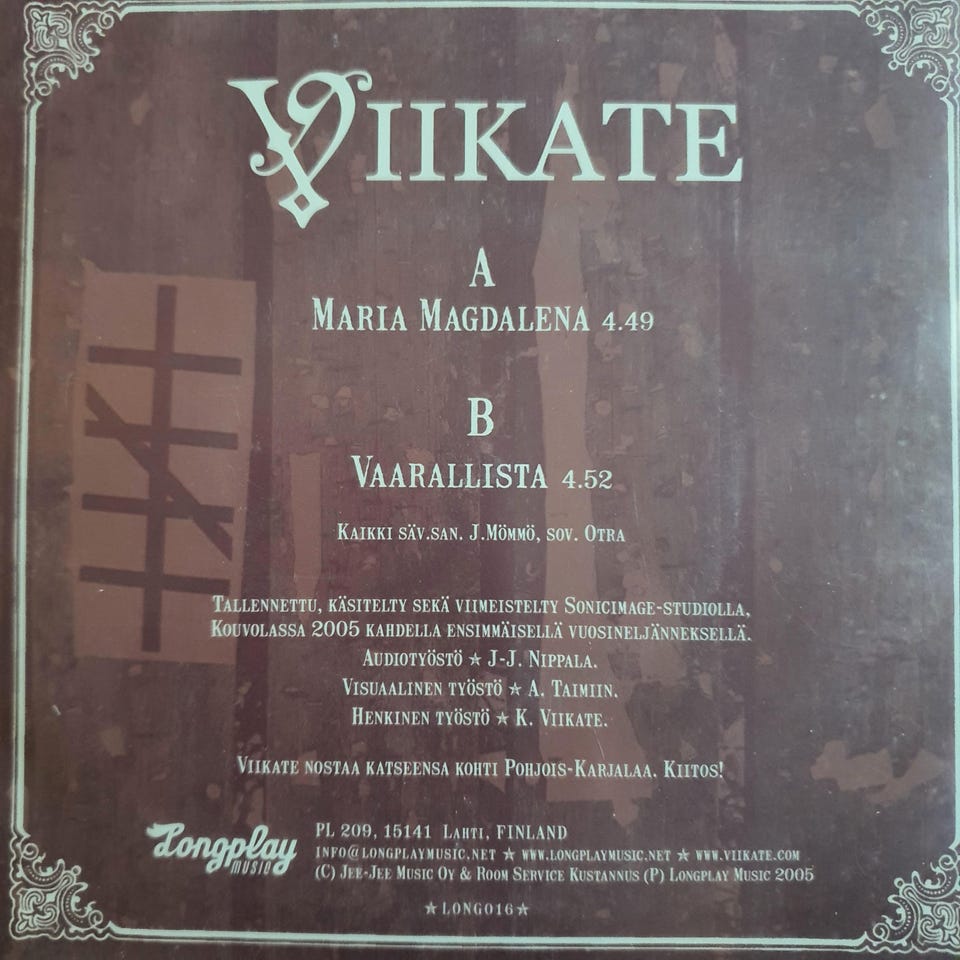 VIIKATE
A
MARIA MAGDALENA 4.49
B
VAARALLISTA 4.52
KAIKKI SÄV.SAN. J.MÖMMÖ, SOV. OTRA
TALLENNETTU, KÄSITELTY SEKÄ VIIMEISTELTY SONICIMAGE-STUDIOLLA,
KOUVOLASSA 2005 KAHDELLA ENSIMMÄISELLÄ VUOSINELJÄNNEKSELLÄ.
AUDIOTYÖSTÖ ★ J-J. NIPPALA.
VISUAALINEN TYÖSTÖ ★ A. TAIMIIN.
HENKINEN TYÖSTÖ ★ K. VIIKATE.
VIIKATE NOSTAA KATSEENSA KOHTI POHJOIS-KARJALAA. KIITOS!
Longplay
MUSIC
PL 209, 15141 LAHTI, FINLAND
INFO@LONGPLAYMUSIC.NET ★ WWW.LONGPLAYMUSIC.NET ★ WWW.VIIKATE.COM
(C) JEE-JEE MUSIC OY & ROOM SERVICE KUSTANNUS (P) LONGPLAY MUSIC 2005
★LONG016★